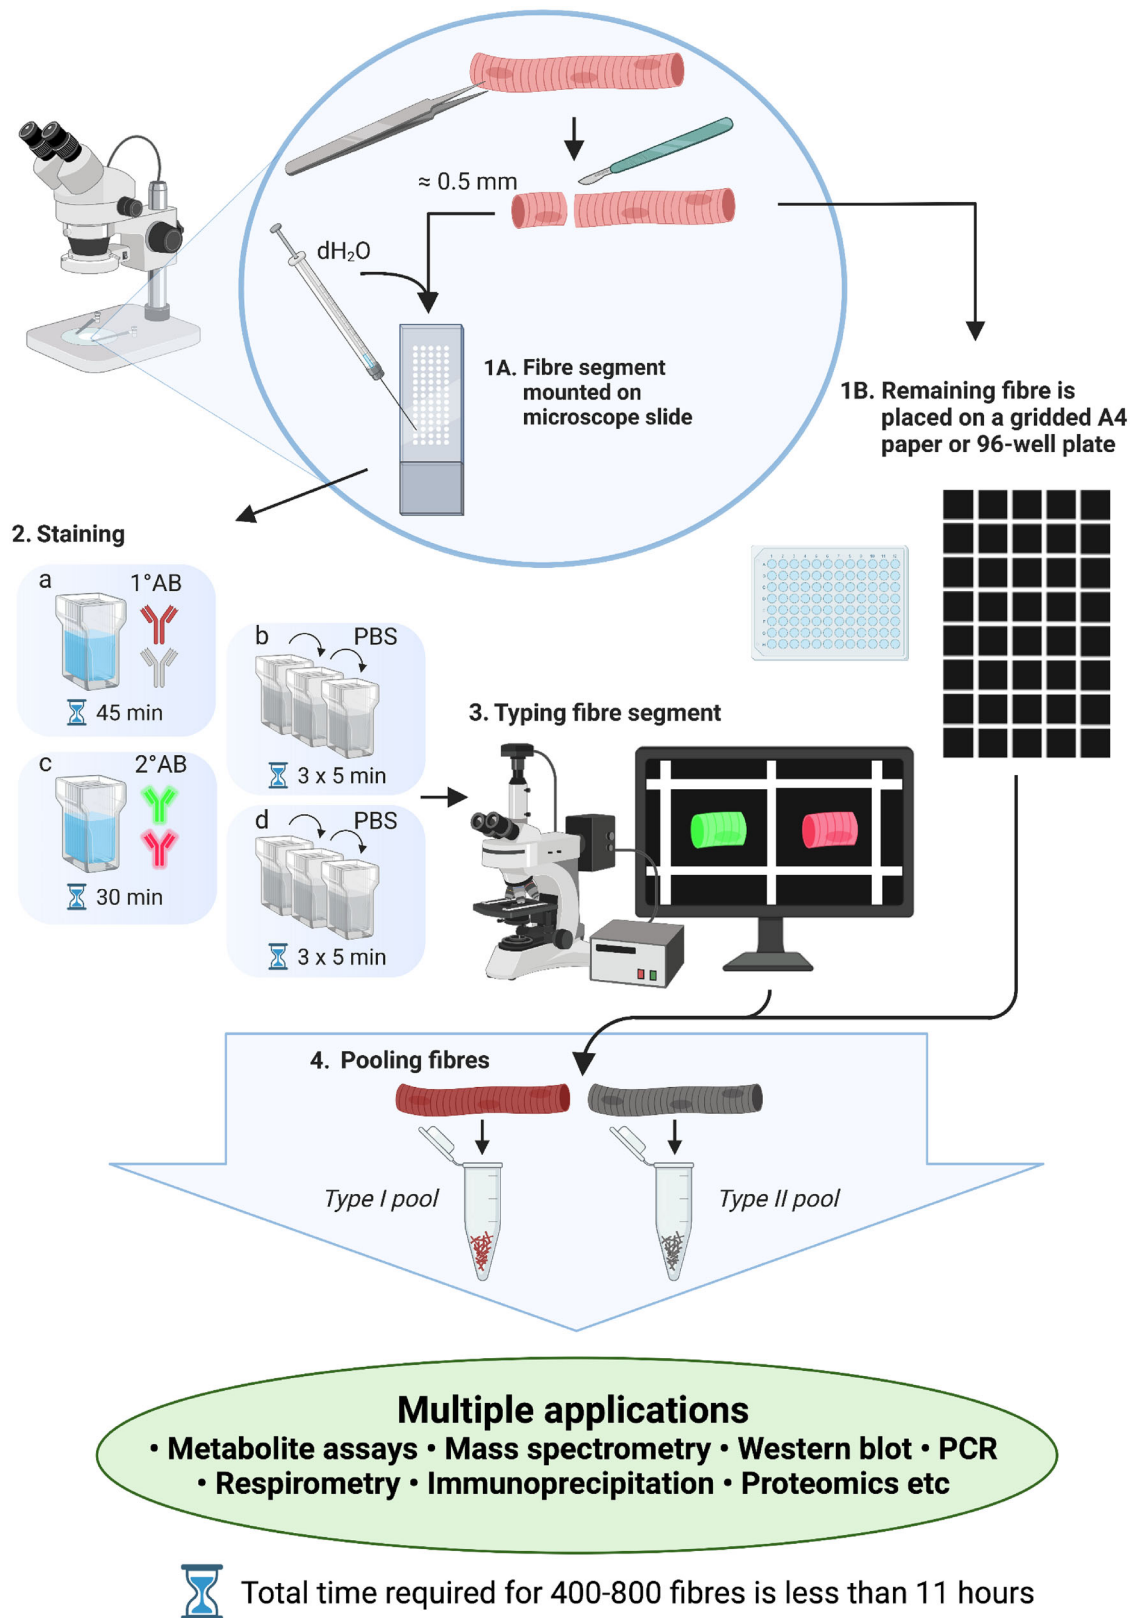 ≈ 0.5 mm
dH₂O
1A. Fibre segment
mounted on
microscope slide
1B. Remaining fibre is
placed on a gridded A4
paper or 96-well plate
2. Staining
a
1°AB
45 min
b
PBS
3 x 5 min
c
2°AB
30 min
d
PBS
3 x 5 min
3. Typing fibre segment
4. Pooling fibres
Type I pool
Type II pool
Multiple applications
• Metabolite assays • Mass spectrometry • Western blot • PCR
• Respirometry • Immunoprecipitation • Proteomics etc
Total time required for 400-800 fibres is less than 11 hours